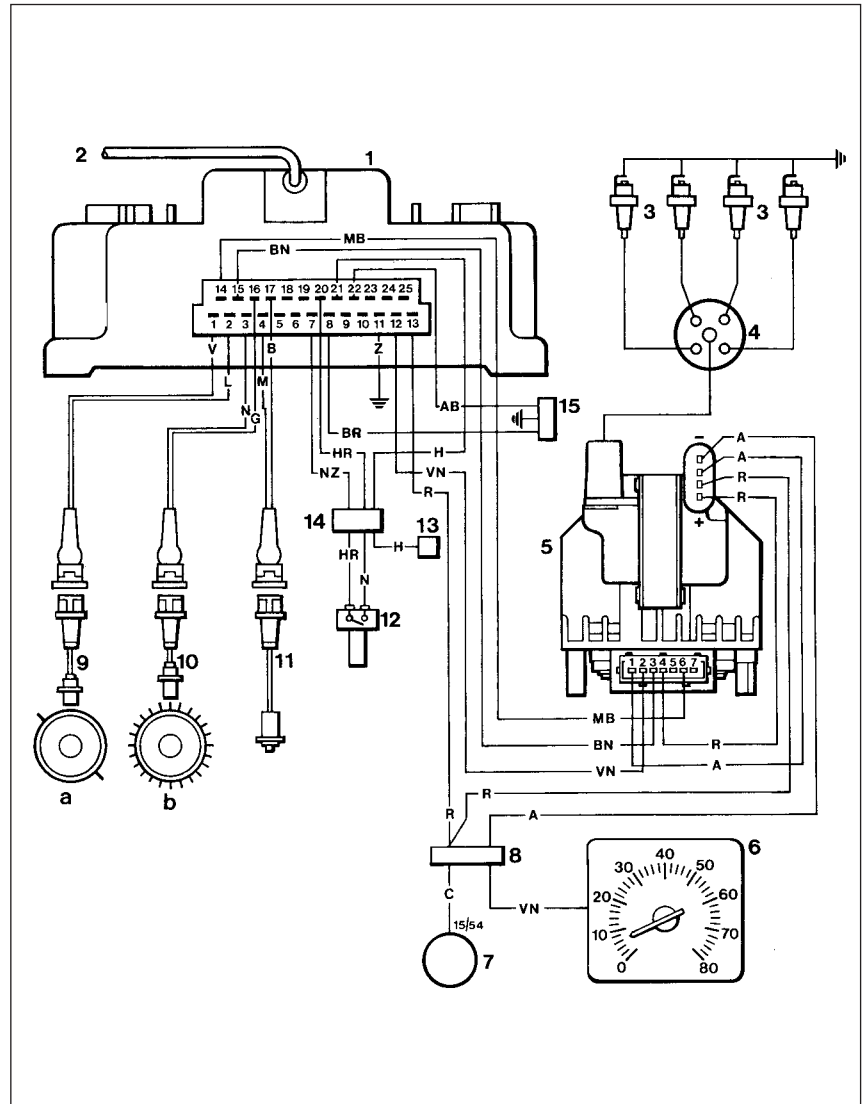 2
1
MB
BN
14 15 16 17 18 19 20 21 22 23 24 25
1 2 3 4 5 6 7 8 9 10 11 12 13
V B Z
L M
N G
AB
15
BR
HR H
NZ VN
R
14
13
HR H
N
12
9
10
11
a
b
3 3
4
- A
A
R
R
+
5
1 2 3 4 5 6 7
MB
BN R
VN A
R
R A
8
C
15/54
7
VN
6
0 10 20 30 40 50 60 70 80